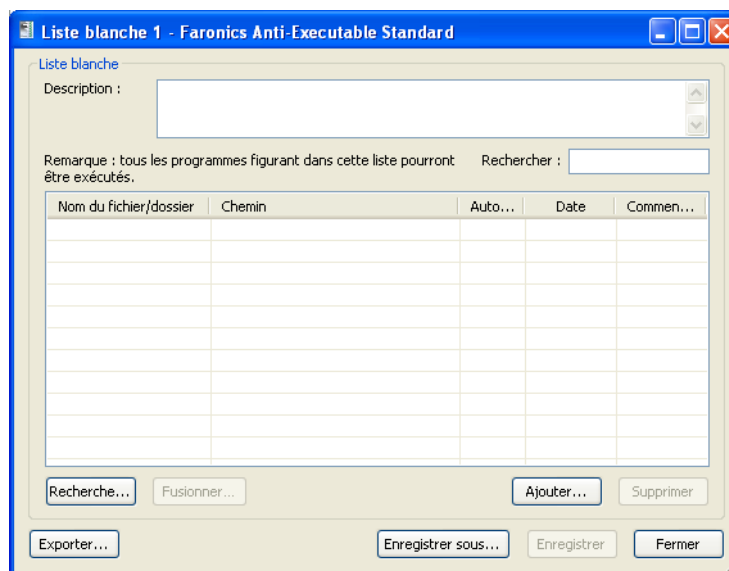 Liste blanche 1 - Faronics Anti-Executable Standard
Liste blanche
Description :
Remarque : tous les programmes figurant dans cette liste pourront
être exécutés.
Rechercher :
Nom du fichier/dossier Chemin Auto... Date Commen...
Recherche... Fusionner... Ajouter... Supprimer
Exporter... Enregistrer sous... Enregistrer Fermer